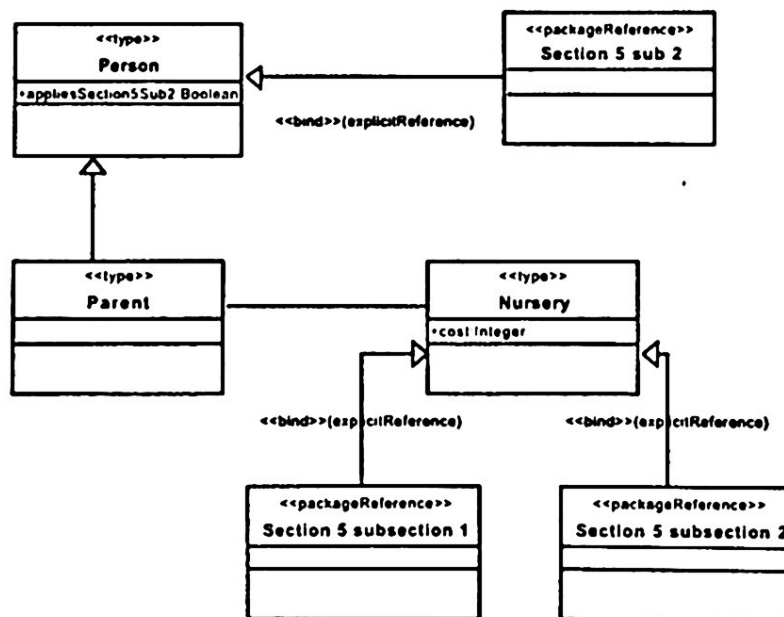 <<type>>
Person
+appliesSection5Sub2 Boolean
<<packageReference>>
Section 5 sub 2
<<bind>>(explicitReference)
<<type>>
Parent
<<type>>
Nursery
+cost Integer
<<bind>>(explicitReference)
<<bind>>(explicitReference)
<<packageReference>>
Section 5 subsection 1
<<packageReference>>
Section 5 subsection 2